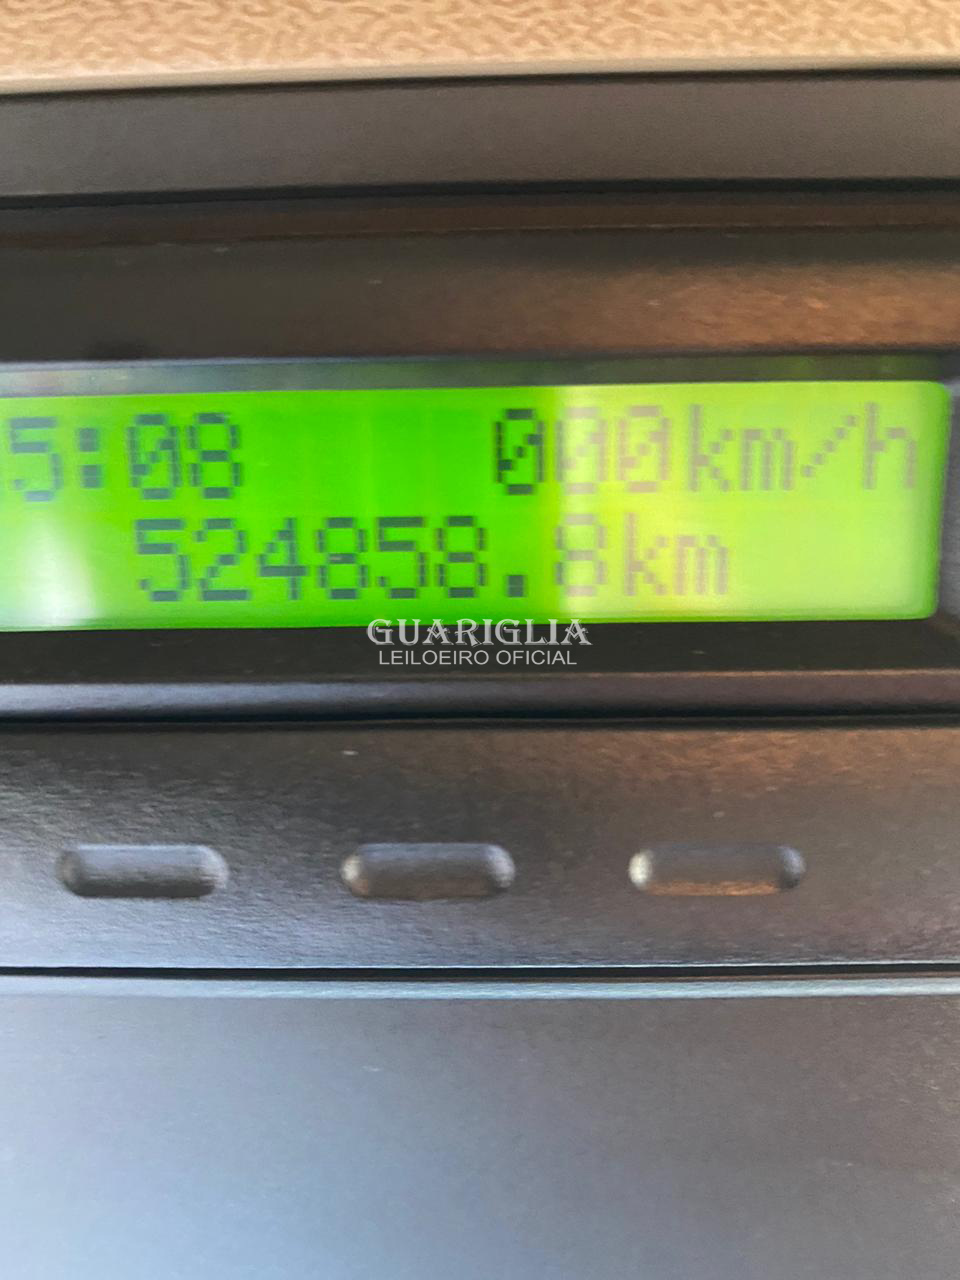 5:08 000km/h
524858.8km
GUARIGLIA
LEILOEIRO OFICIAL